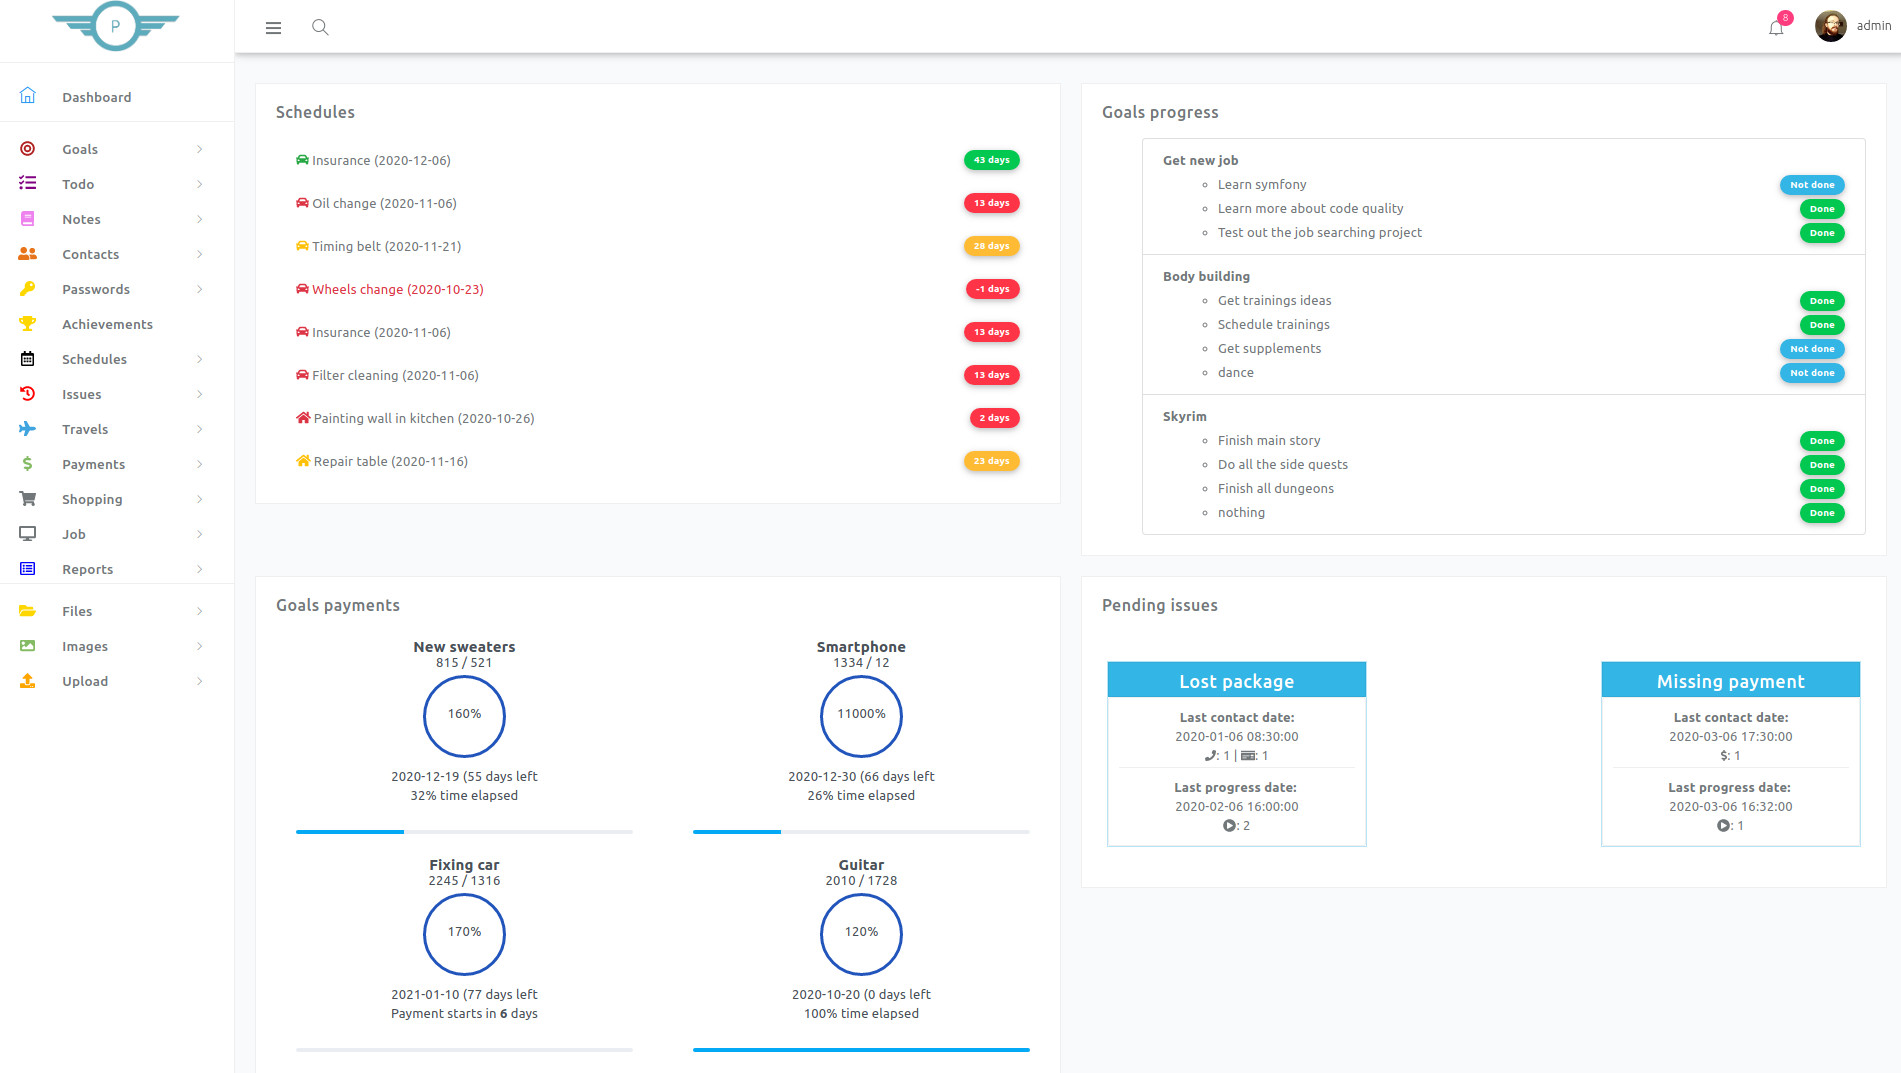 P
8
admin
Dashboard
Goals
Todo
Notes
Contacts
Passwords
Achievements
Schedules
Issues
Travels
Payments
Shopping
Job
Reports
Files
Images
Upload
Schedules
Insurance (2020-12-06) 43 days
Oil change (2020-11-06) 13 days
Timing belt (2020-11-21) 28 days
Wheels change (2020-10-23) -1 days
Insurance (2020-11-06) 13 days
Filter cleaning (2020-11-06) 13 days
Painting wall in kitchen (2020-10-26) 2 days
Repair table (2020-11-16) 23 days
Goals progress
Get new job
Learn symfony Not done
Learn more about code quality Done
Test out the job searching project Done
Body building
Get trainings ideas Done
Schedule trainings Done
Get supplements Not done
dance Not done
Skyrim
Finish main story Done
Do all the side quests Done
Finish all dungeons Done
nothing Done
Goals payments
New sweaters
815 / 521
160%
2020-12-19 (55 days left
32% time elapsed
Smartphone
1334 / 12
11000%
2020-12-30 (66 days left
26% time elapsed
Fixing car
2245 / 1316
170%
2021-01-10 (77 days left
Payment starts in 6 days
Guitar
2010 / 1728
120%
2020-10-20 (0 days left
100% time elapsed
Pending issues
Lost package
Last contact date:
2020-01-06 08:30:00
: 1 | : 1
Last progress date:
2020-02-06 16:00:00
: 2
Missing payment
Last contact date:
2020-03-06 17:30:00
$: 1
Last progress date:
2020-03-06 16:32:00
: 1